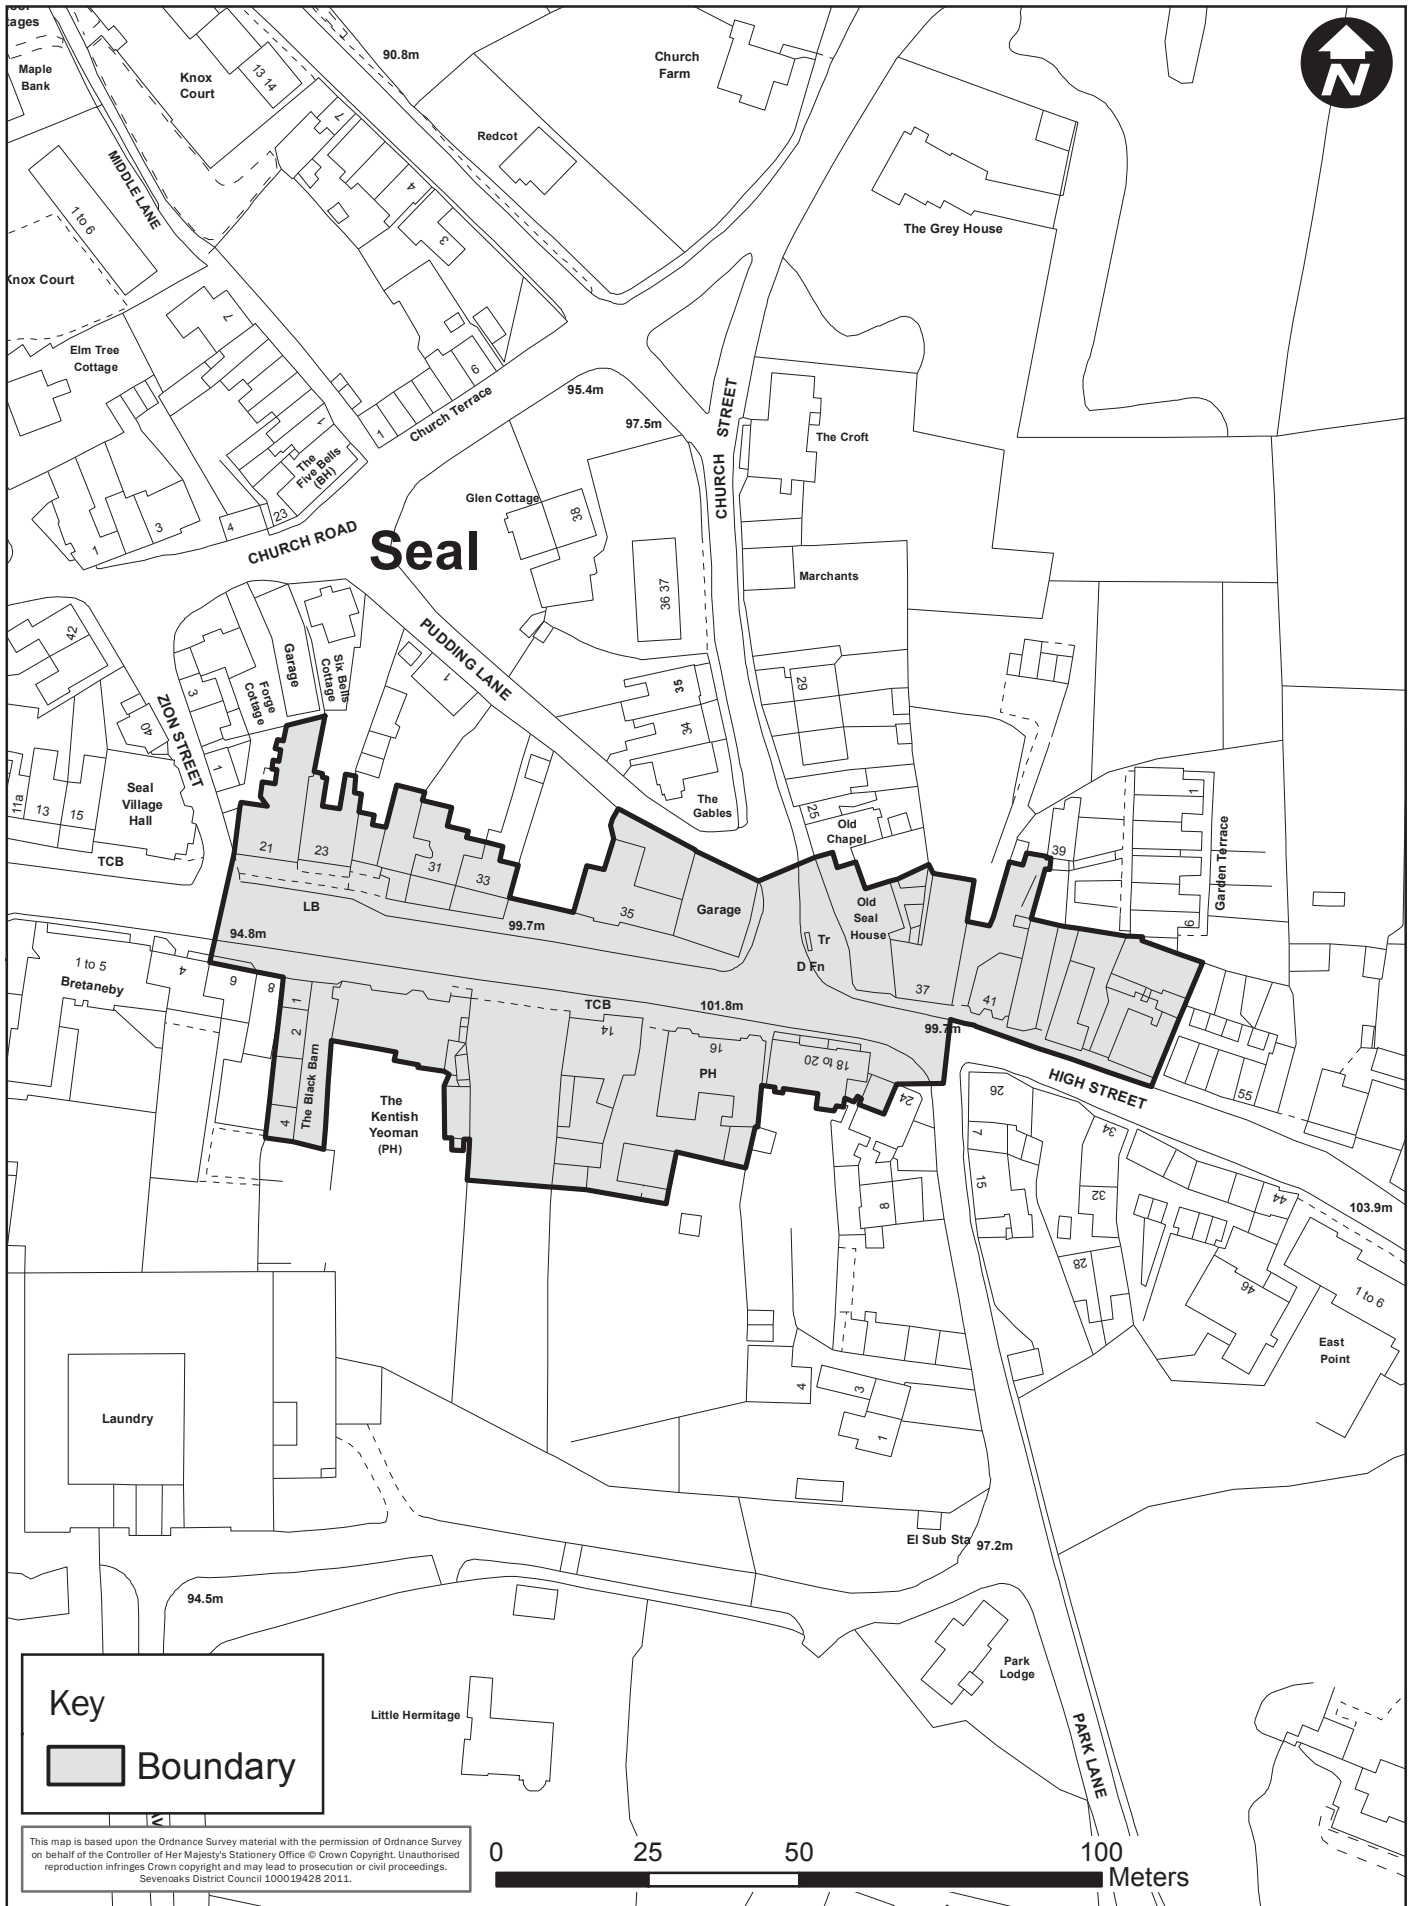 tages
Maple
Bank
Knox
Court
13 14
90.8m
Church
Farm
N
Redcot
7
4
3
MIDDLE LANE
1 to 6
Knox Court
The Grey House
7
Elm Tree
Cottage
6
1
Church Terrace
95.4m
97.5m
CHURCH STREET
The Croft
1
The
Five Bells
(BH)
Glen Cottage
38
1
3
4
23
CHURCH ROAD
Seal
36 37
Marchants
42
40
ZION STREET
3
1
Forge
Cottage
Garage
Six Bells
Cottage
PUDDING LANE
1
35
34
29
The
Gables
25
Old
Chapel
11a
13
15
Seal
Village
Hall
TCB
21
23
31
33
35
Garage
LB
99.7m
94.8m
Old
Seal
House
Tr
D Fn
37
41
39
1
6
Garden Terrace
1 to 5
Bretaneby
4
6
8
1
2
4
The Black Barn
The
Kentish
Yeoman
(PH)
TCB
101.8m
99.7m
14
16
PH
18 to 20
24
HIGH STREET
26
7
15
34
32
28
55
44
46
103.9m
1 to 6
East
Point
8
4
3
1
Laundry
El Sub Sta
97.2m
94.5m
Park
Lodge
Little Hermitage
PARK LANE
Key
Boundary
This map is based upon the Ordnance Survey material with the permission of Ordnance Survey
on behalf of the Controller of Her Majesty's Stationery Office © Crown Copyright. Unauthorised
reproduction infringes Crown copyright and may lead to prosecution or civil proceedings.
Sevenoaks District Council 100019428 2011.
0 25 50 100
Meters